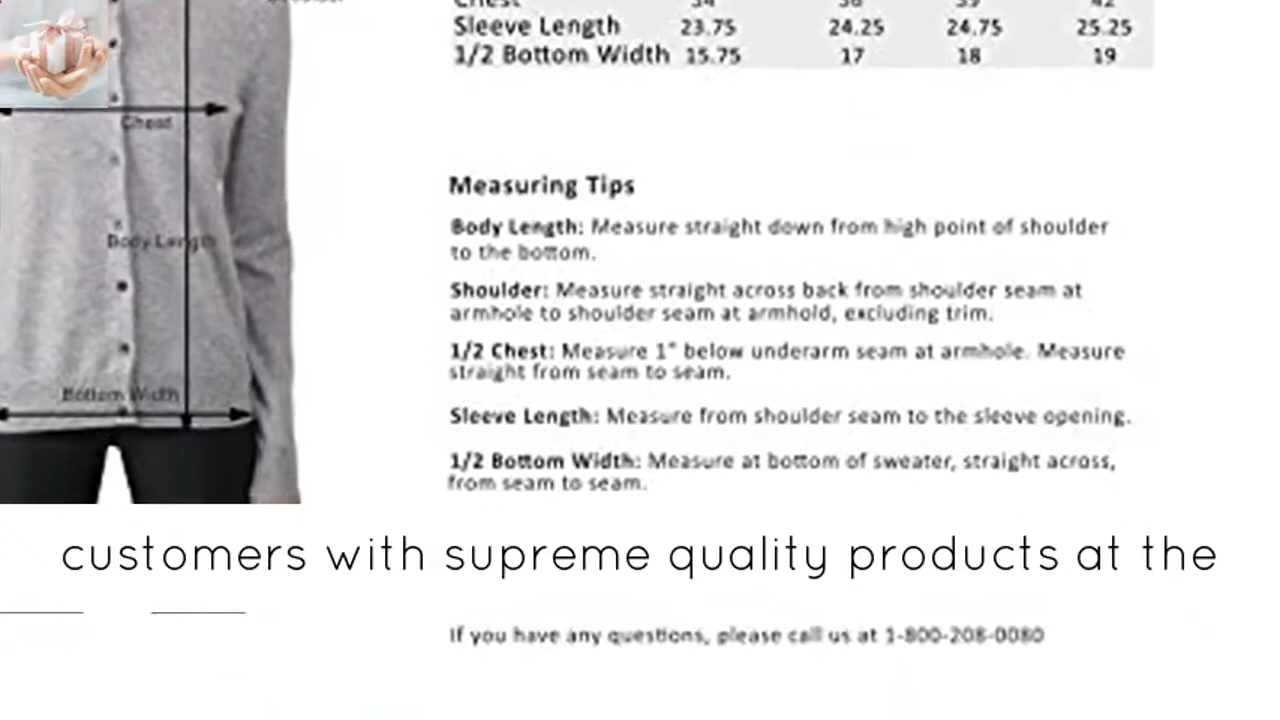 Sleeve Length 23.75 24.25 24.75 25.25
1/2 Bottom Width 15.75 17 18 19
Chest
Measuring Tips
Body Length: Measure straight down from high point of shoulder
to the bottom.
Body Length
Shoulder: Measure straight across back from shoulder seam at
armhole to shoulder seam at armhold, excluding trim.
1/2 Chest: Measure 1" below underarm seam at armhole. Measure
straight from seam to seam.
Bottom Width
Sleeve Length: Measure from shoulder seam to the sleeve opening.
1/2 Bottom Width: Measure at bottom of sweater, straight across,
from seam to seam.
customers with supreme quality products at the
If you have any questions, please call us at 1-800-208-0080